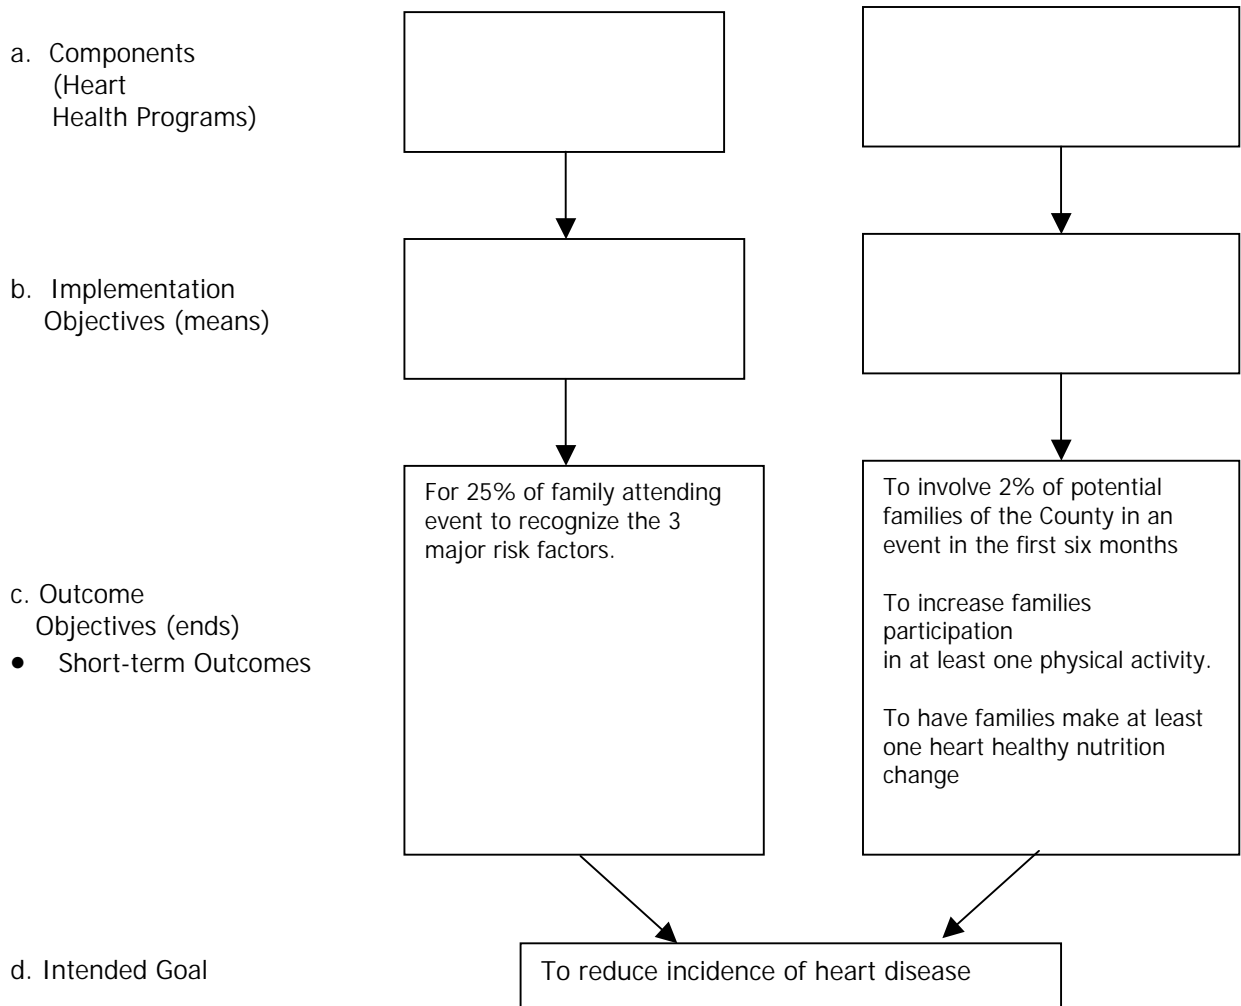 a. Components
(Heart
Health Programs)
b. Implementation
Objectives (means)
For 25% of family attending
event to recognize the 3
major risk factors.
To involve 2% of potential
families of the County in an
event in the first six months
To increase families
participation
in at least one physical activity.
To have families make at least
one heart healthy nutrition
change
c. Outcome
Objectives (ends)
• Short-term Outcomes
d. Intended Goal
To reduce incidence of heart disease